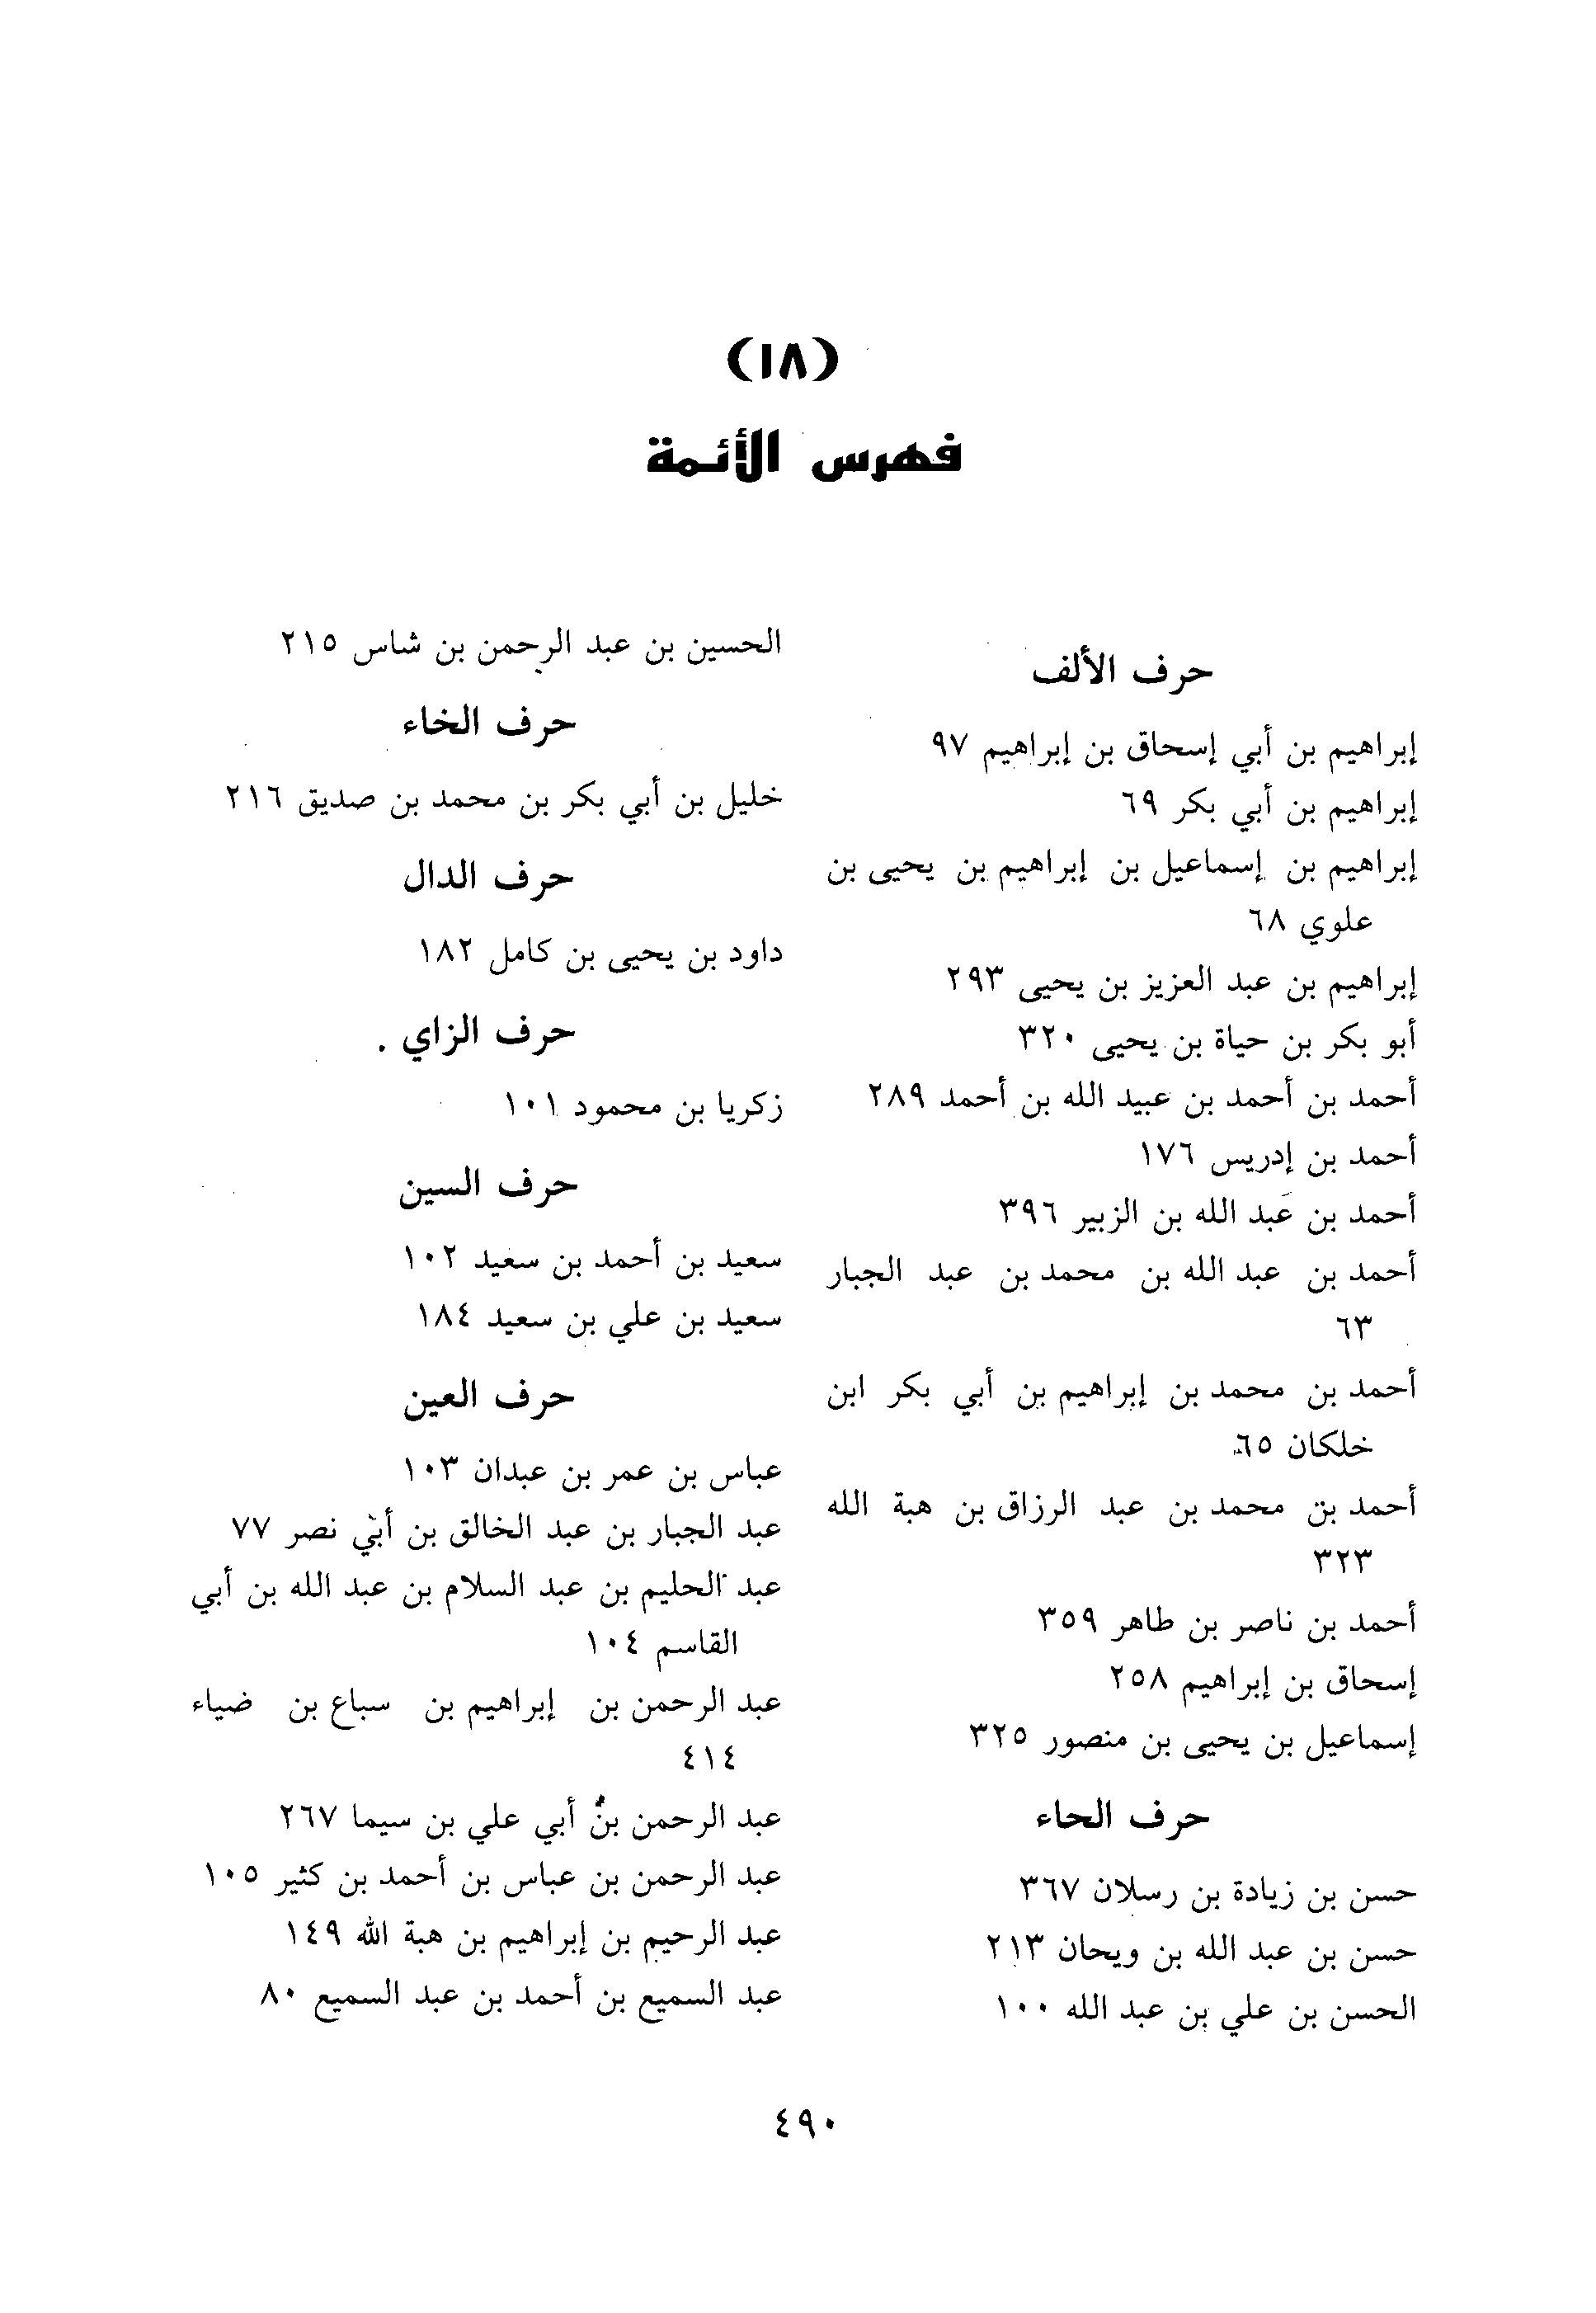 (١٨)
فهرس الأئمة
حرف الألف
إبراهيم بن أبي إسحاق بن إبراهيم ٩٧
إبراهيم بن أبي بكر ٦٩
إبراهيم بن إسماعيل بن إبراهيم بن يحيى بن
علوي ٦٨
إبراهيم بن عبد العزيز بن يحيى ٢٩٣
أبو بكر بن حياة بن يحيى ٣٢٠
أحمد بن أحمد بن عبيد الله بن أحمد ٢٨٩
أحمد بن إدريس ١٧٦
أحمد بن عبد الله بن الزبير ٣٩٦
أحمد بن عبد الله بن محمد بن عبد الجبار
٦٣
أحمد بن محمد بن إبراهيم بن أبي بكر ابن
خلكان ٦٥
أحمد بن محمد بن عبد الرزاق بن هبة الله
٣٢٣
أحمد بن ناصر بن طاهر ٣٥٩
إسحاق بن إبراهيم ٢٥٨
إسماعيل بن يحيى بن منصور ٣٢٥
حرف الحاء
حسن بن زيادة بن رسلان ٣٦٧
حسن بن عبد الله بن ويحان ٢١٣
الحسن بن علي بن عبد الله ١٠٠
الحسين بن عبد الرحمن بن شاس ٢١٥
حرف الخاء
خليل بن أبي بكر بن محمد بن صديق ٢١٦
حرف الدال
داود بن يحيى بن كامل ١٨٢
حرف الزاي .
زكريا بن محمود ١٠١
حرف السين
سعيد بن أحمد بن سعيد ١٠٢
سعيد بن علي بن سعيد ١٨٤
حرف العين
عباس بن عمر بن عبدان ١٠٣
عبد الجبار بن عبد الخالق بن أبي نصر ٧٧
عبد الحليم بن عبد السلام بن عبد الله بن أبي
القاسم ١٠٤
عبد الرحمن بن إبراهيم بن سباع بن ضياء
٤١٤
عبد الرحمن بن أبي علي بن سيما ٢٦٧
عبد الرحمن بن عباس بن أحمد بن كثير ١٠٥
عبد الرحيم بن إبراهيم بن هبة الله ١٤٩
عبد السميع بن أحمد بن عبد السميع ٨٠
٤٩٠